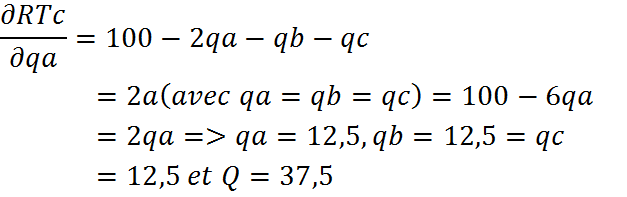 ∂RTc/∂qa = 100 − 2qa − qb − qc
= 2a(avec qa = qb = qc) = 100 − 6qa
= 2qa => qa = 12,5, qb = 12,5 = qc
= 12,5 et Q = 37,5